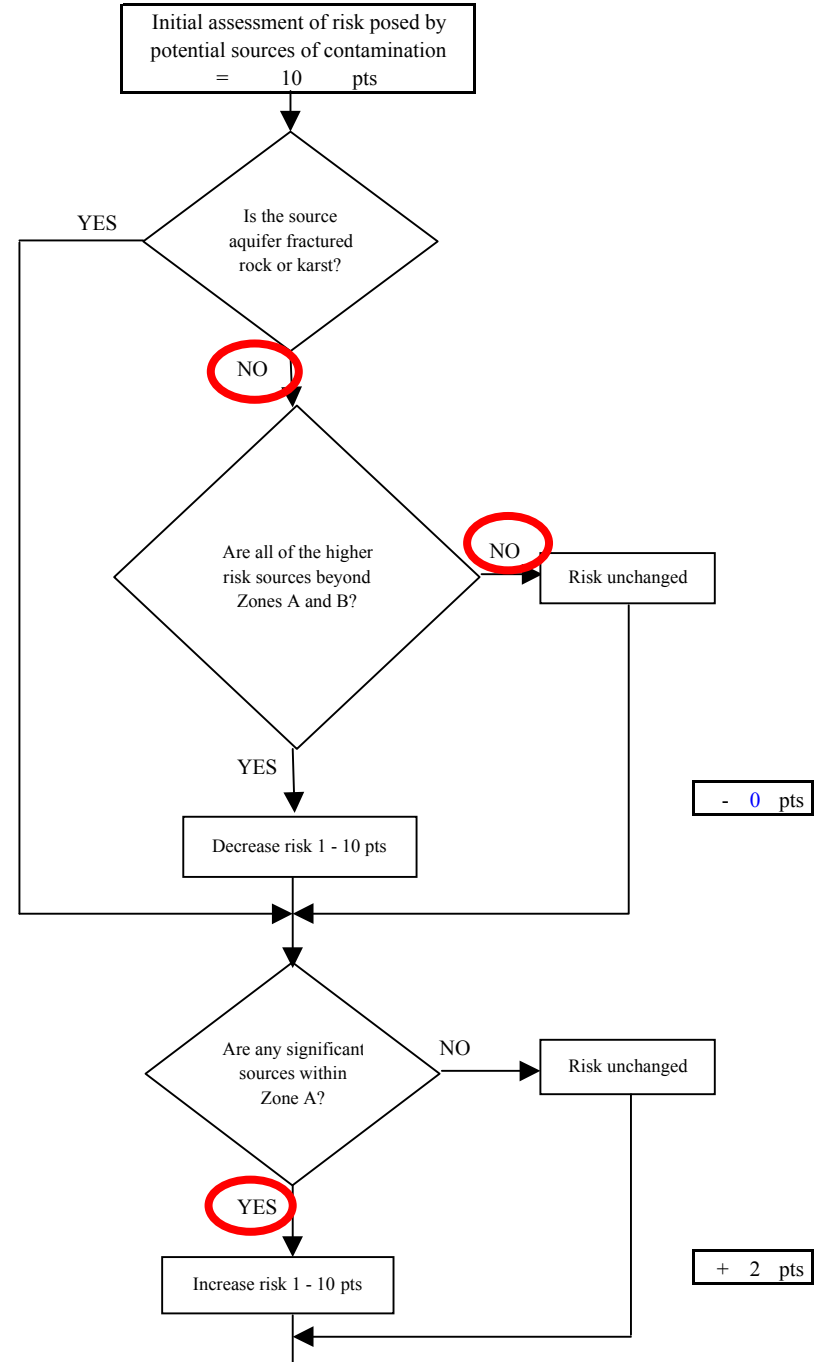 Initial assessment of risk posed by
potential sources of contamination
= 10 pts
Is the source
aquifer fractured
rock or karst?
YES
NO
Are all of the higher
risk sources beyond
Zones A and B?
NO
Risk unchanged
YES
- 0 pts
Decrease risk 1 - 10 pts
Are any significant
sources within
Zone A?
NO
Risk unchanged
YES
+ 2 pts
Increase risk 1 - 10 pts